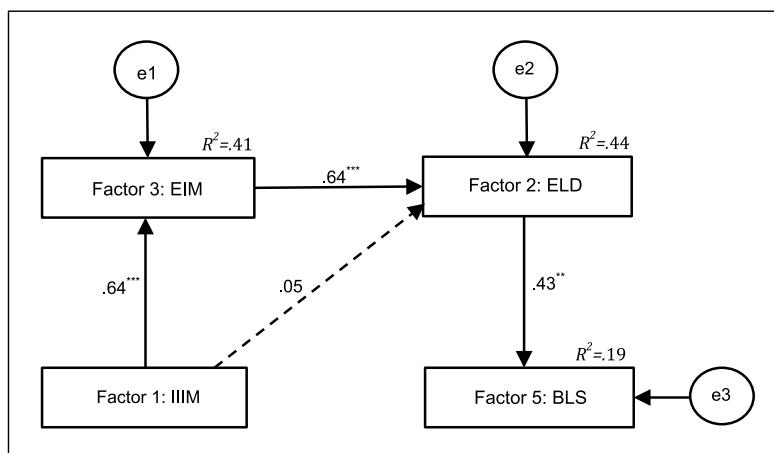 e1
e2
R²=.41
R²=.44
Factor 3: EIM
.64***
Factor 2: ELD
.64***
.05
.43**
R²=.19
Factor 1: IIIM
Factor 5: BLS
e3